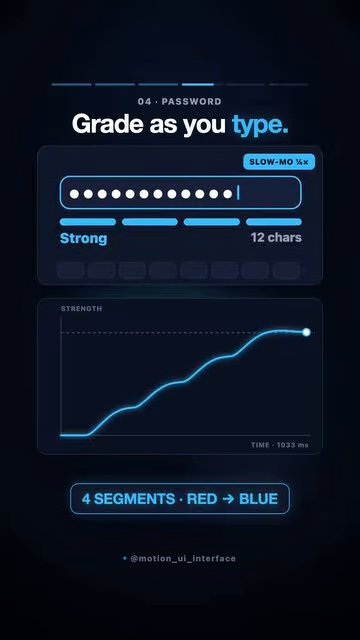 04 · PASSWORD
Grade as you type.
SLOW-MO ¼×
Strong
12 chars
STRENGTH
TIME · 1033 ms
4 SEGMENTS · RED → BLUE
@motion_ui_interface